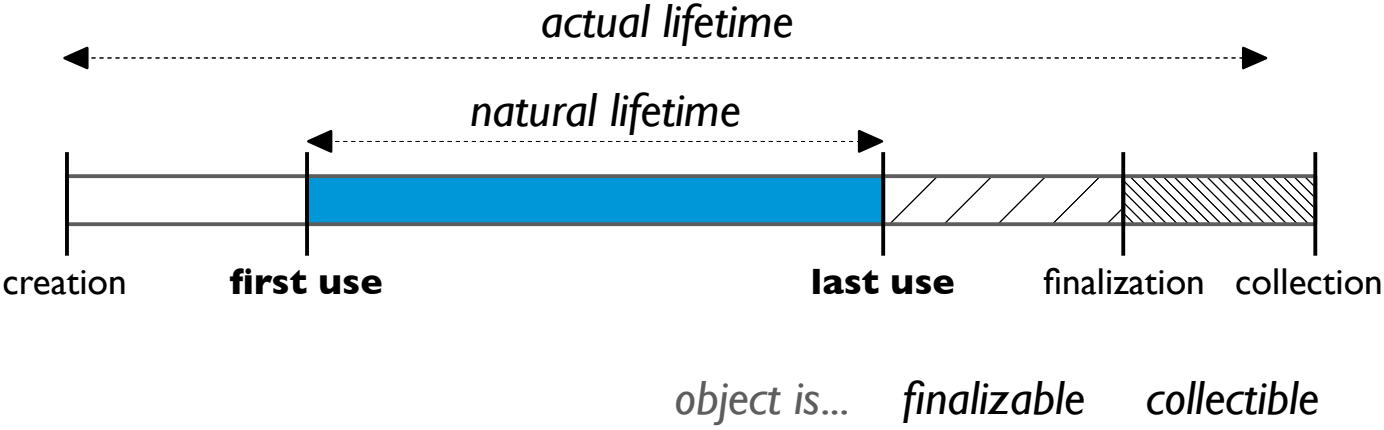 actual lifetime
natural lifetime
creation first use last use finalization collection
object is... finalizable collectible